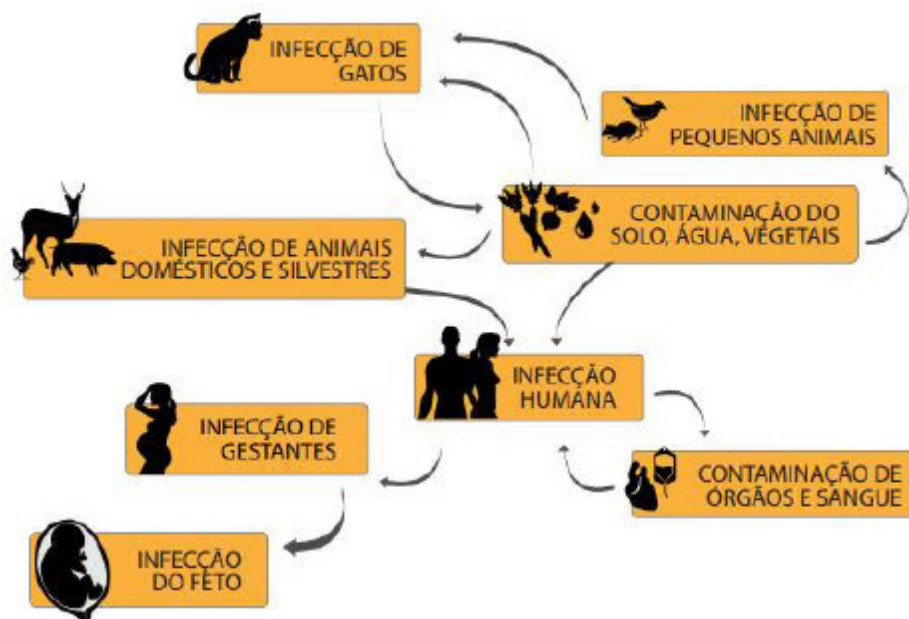 INFECÇÃO DE
GATOS
INFECÇÃO DE
PEQUENOS ANIMAIS
CONTAMINAÇÃO DO
SOLO, ÁGUA, VEGETAIS
INFECÇÃO DE ANIMAIS
DOMÉSTICOS E SILVESTRES
INFECÇÃO
HUMANA
INFECÇÃO DE
GESTANTES
CONTAMINAÇÃO DE
ÓRGÃOS E SANGUE
INFECÇÃO
DO FETO